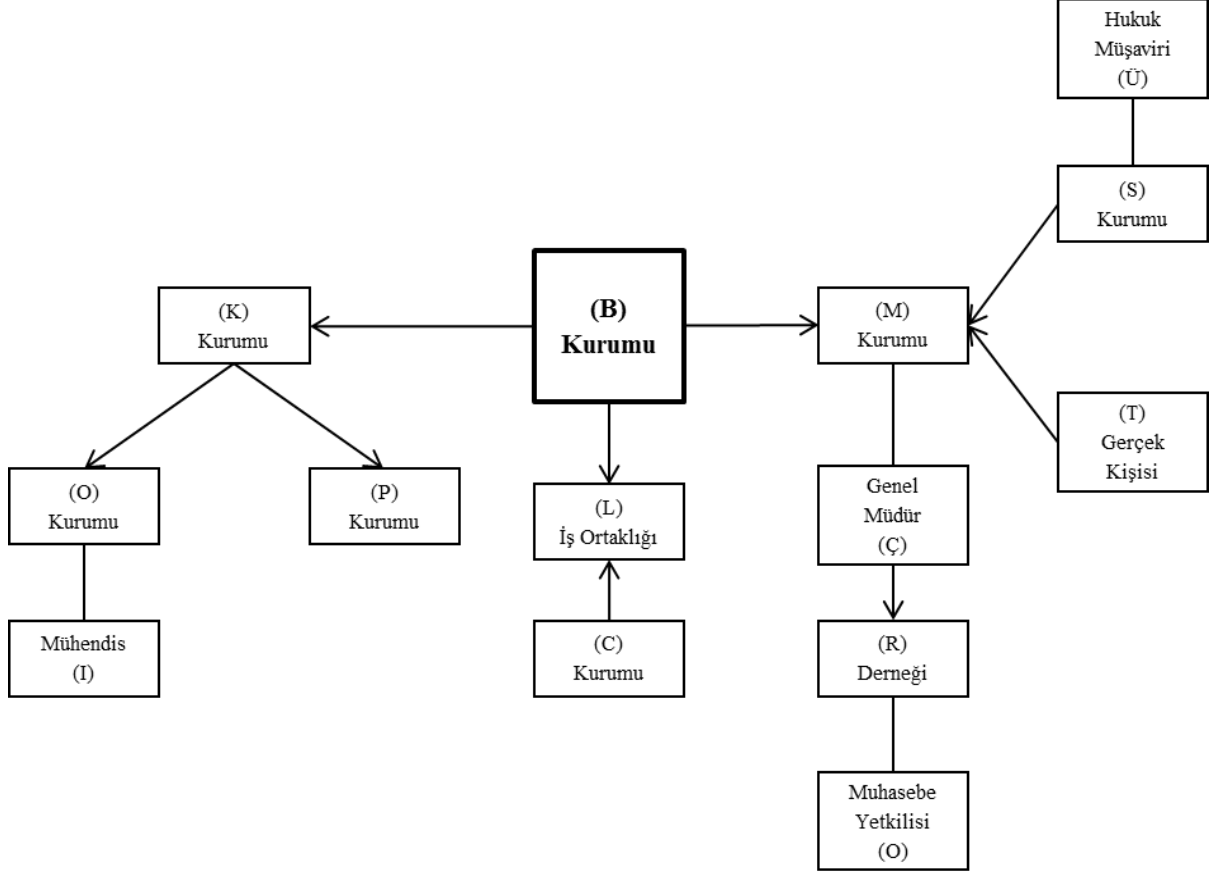 Hukuk
Müşaviri
(Ü)
(S)
Kurumu
(B)
Kurumu
(K)
Kurumu
(M)
Kurumu
(T)
Gerçek
Kişisi
(O)
Kurumu
(P)
Kurumu
(L)
İş Ortaklığı
Genel
Müdür
(Ç)
Mühendis
(I)
(C)
Kurumu
(R)
Derneği
Muhasebe
Yetkilisi
(O)